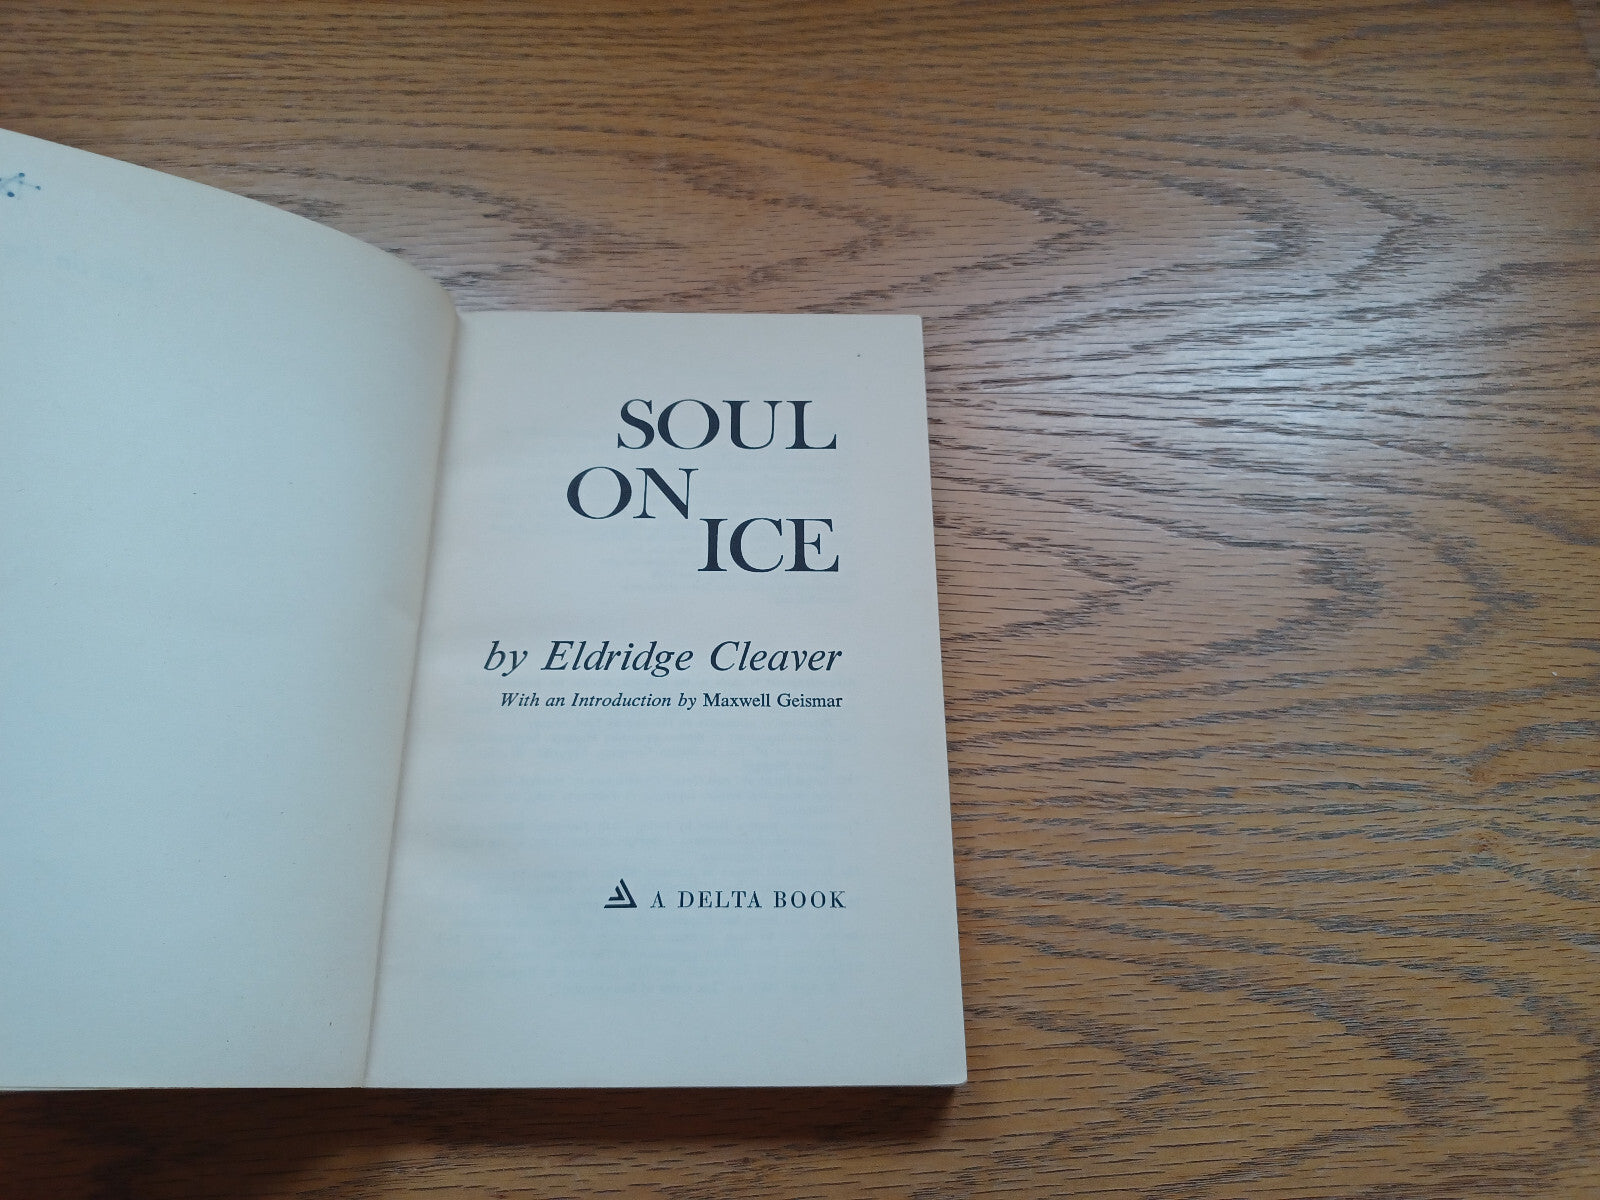 SOUL
ON
ICE
by Eldridge Cleaver
With an Introduction by Maxwell Geismar
A DELTA BOOK